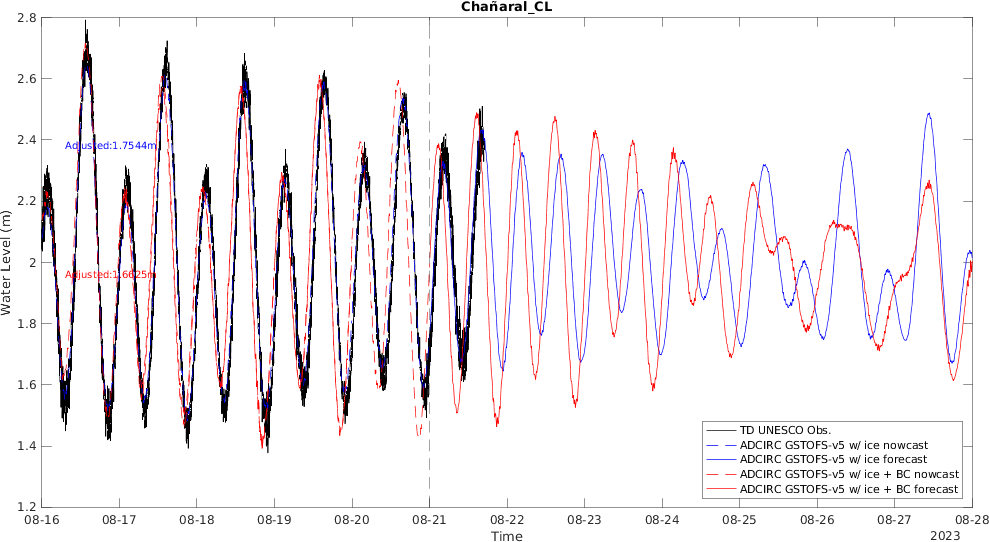 Chañaral_CL
2.8
2.6
2.4
2.2
2
1.8
1.6
1.4
1.2
Water Level (m)
Adjusted:1.7544m
Adjusted:1.6625m
TD UNESCO Obs.
ADCIRC GSTOFS-v5 w/ ice nowcast
ADCIRC GSTOFS-v5 w/ ice forecast
ADCIRC GSTOFS-v5 w/ ice + BC nowcast
ADCIRC GSTOFS-v5 w/ ice + BC forecast
08-16 08-17 08-18 08-19 08-20 08-21 08-22 08-23 08-24 08-25 08-26 08-27 08-28
Time
2023